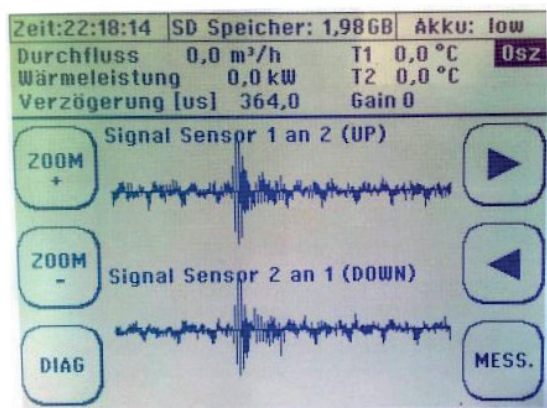 Zeit:22:18:14 SD Speicher: 1,98GB Akku: low
Durchfluss 0,0 m³/h T1 0,0 °C Osz
Wärmeleistung 0,0 kW T2 0,0 °C
Verzögerung [us] 364,0 Gain 0
Signal Sensor 1 an 2 (UP)
ZOOM
+
ZOOM
-
Signal Sensor 2 an 1 (DOWN)
DIAG
MESS.